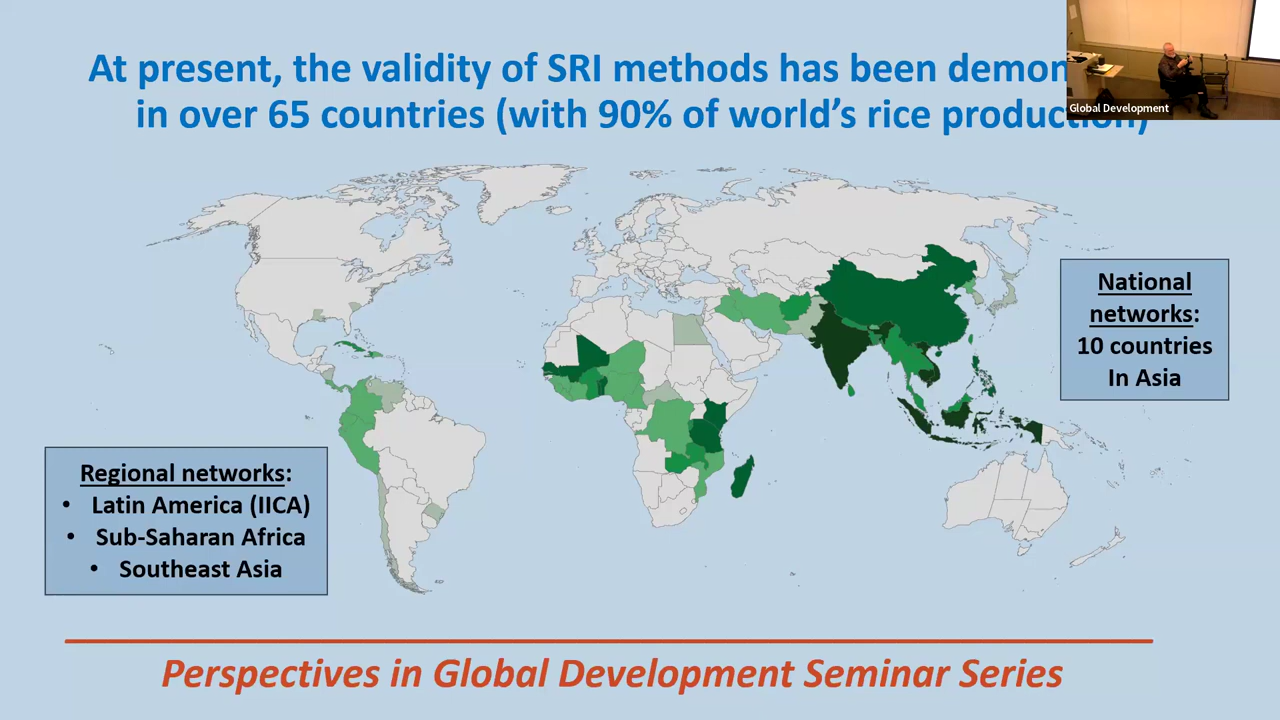 At present, the validity of SRI methods has been demon
in over 65 countries (with 90% of world's rice production)
Global Development
National
networks:
10 countries
In Asia
Regional networks:
• Latin America (IICA)
• Sub-Saharan Africa
• Southeast Asia
Perspectives in Global Development Seminar Series